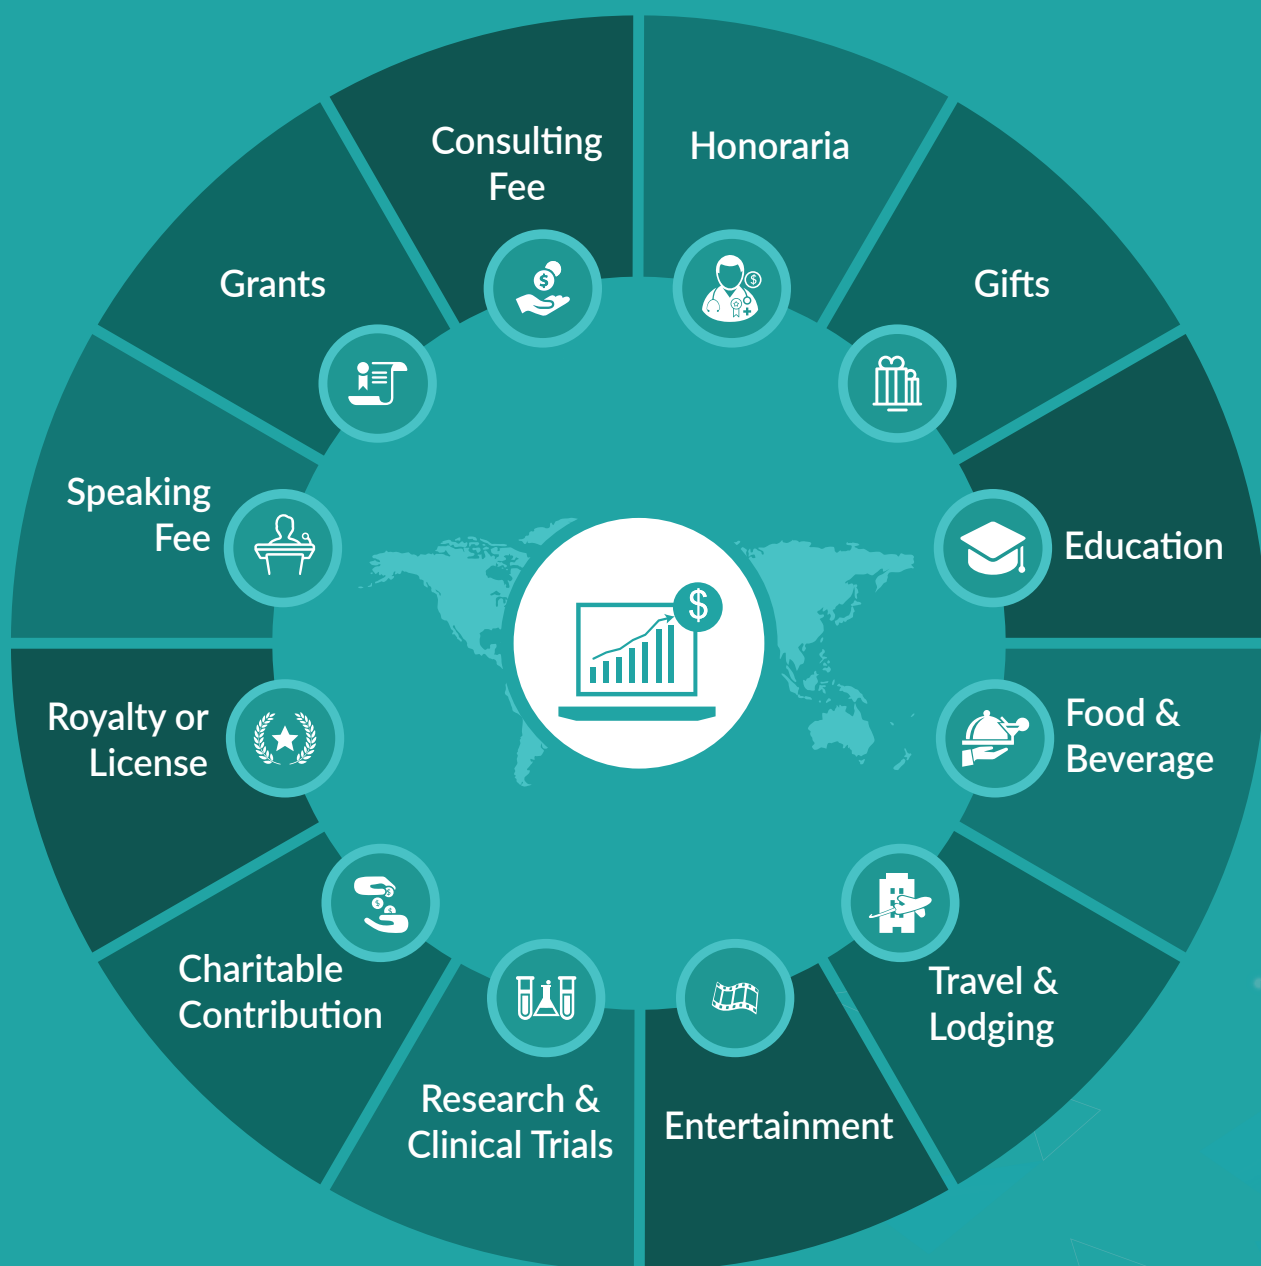 Consulting
Fee
Honoraria
Gifts
Education
Food &
Beverage
Travel &
Lodging
Entertainment
Research &
Clinical Trials
Charitable
Contribution
Royalty or
License
Speaking
Fee
Grants
$
$
$
$
$
$